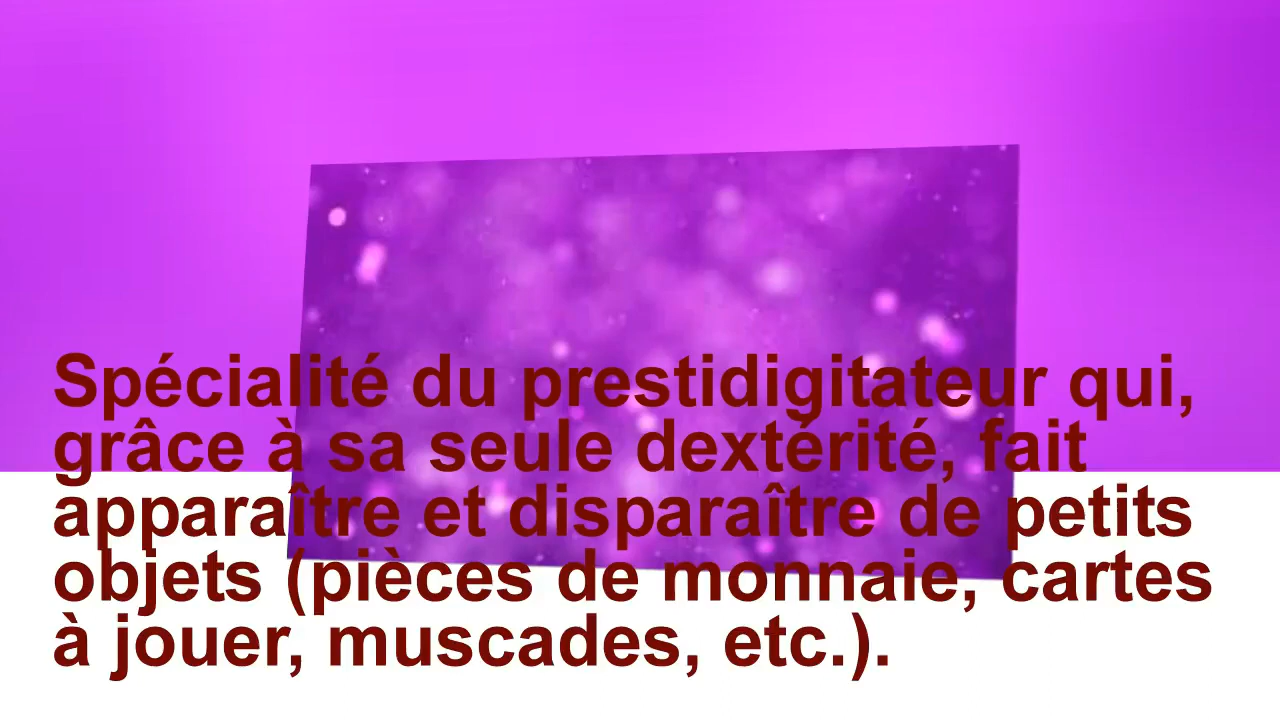 Spécialité du prestidigitateur qui,
grâce à sa seule dextérité, fait
apparaître et disparaître de petits
objets (pièces de monnaie, cartes
à jouer, muscades, etc.).